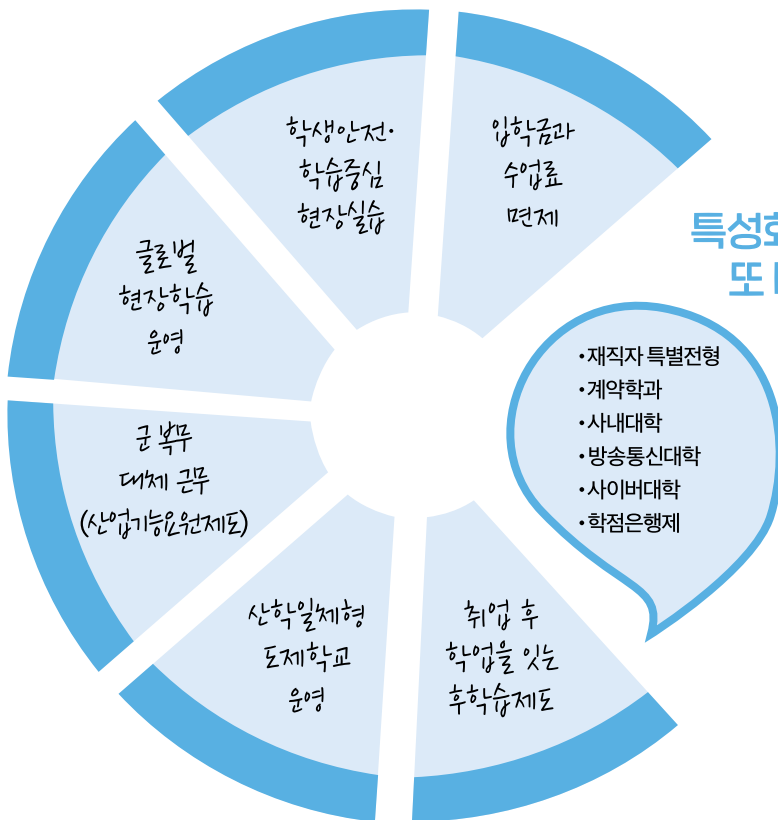 학생안전·
학습중심
현장실습
입학금과
수업료
면제
글로벌
현장학습
운영
군 복무
대체 근무
(산업기능요원제도)
산학일체형
도제학교
운영
취업 후
학업을 잇는
후학습제도
특성화
또
·재직자 특별전형
·계약학과
·사내대학
·방송통신대학
·사이버대학
·학점은행제